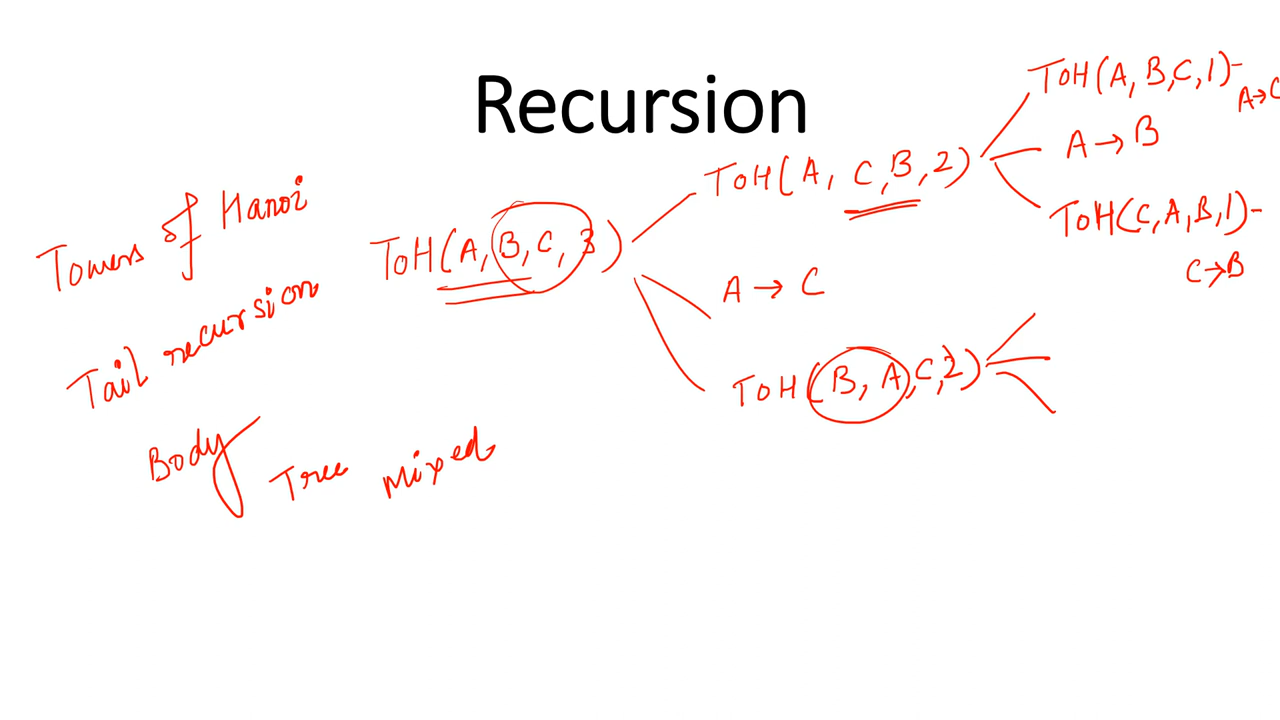 Recursion
Towers of Hanoi
Tail recursion
Body
Tree
mixed
ToH(A, B, C, 3)
ToH(A, C, B, 2)
A → C
ToH(B, A, C, 2)
ToH(A, B, C, 1)-
A→C
A → B
ToH(C, A, B, 1)-
C→B